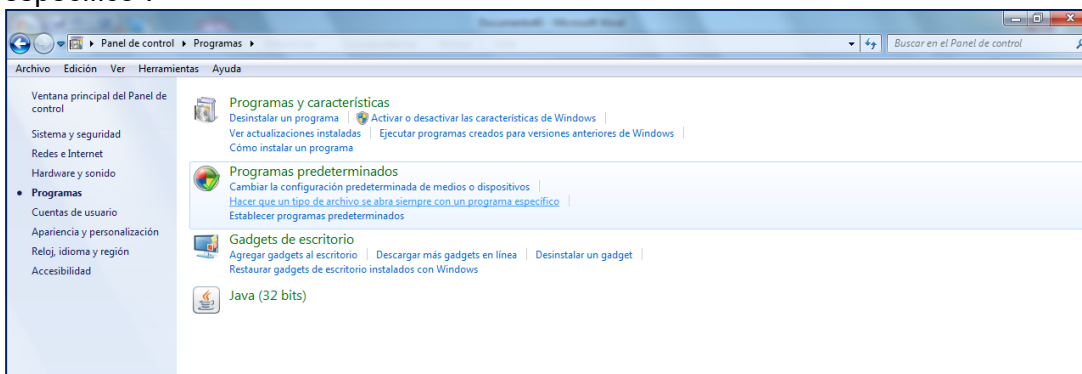 Panel de control ▸ Programas ▸
Buscar en el Panel de control
Archivo Edición Ver Herramientas Ayuda
Ventana principal del Panel de
control
Sistema y seguridad
Redes e Internet
Hardware y sonido
Programas
Cuentas de usuario
Apariencia y personalización
Reloj, idioma y región
Accesibilidad
Programas y características
Desinstalar un programa | Activar o desactivar las características de Windows |
Ver actualizaciones instaladas | Ejecutar programas creados para versiones anteriores de Windows |
Cómo instalar un programa
Programas predeterminados
Cambiar la configuración predeterminada de medios o dispositivos |
Hacer que un tipo de archivo se abra siempre con un programa específico |
Establecer programas predeterminados
Gadgets de escritorio
Agregar gadgets al escritorio | Descargar más gadgets en línea | Desinstalar un gadget |
Restaurar gadgets de escritorio instalados con Windows
Java (32 bits)